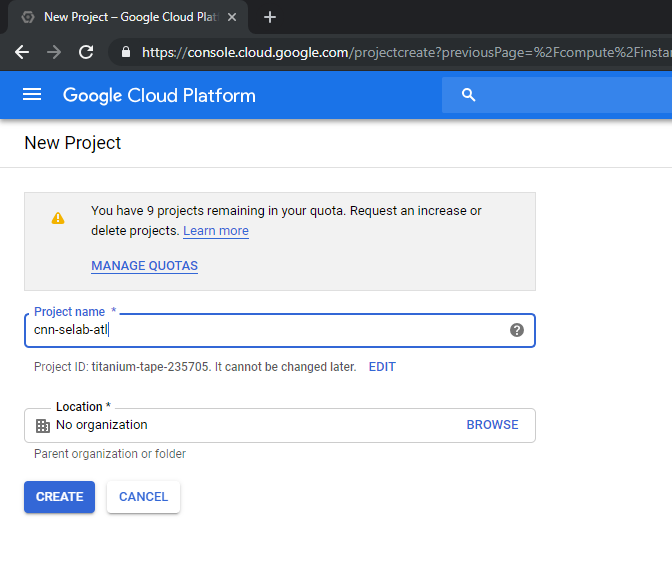 New Project – Google Cloud Plat
https://console.cloud.google.com/projectcreate?previousPage=%2Fcompute%2Finstan
Google Cloud Platform
New Project
You have 9 projects remaining in your quota. Request an increase or
delete projects. Learn more
MANAGE QUOTAS
Project name *
cnn-selab-atl
Project ID: titanium-tape-235705. It cannot be changed later. EDIT
Location *
No organization BROWSE
Parent organization or folder
CREATE CANCEL